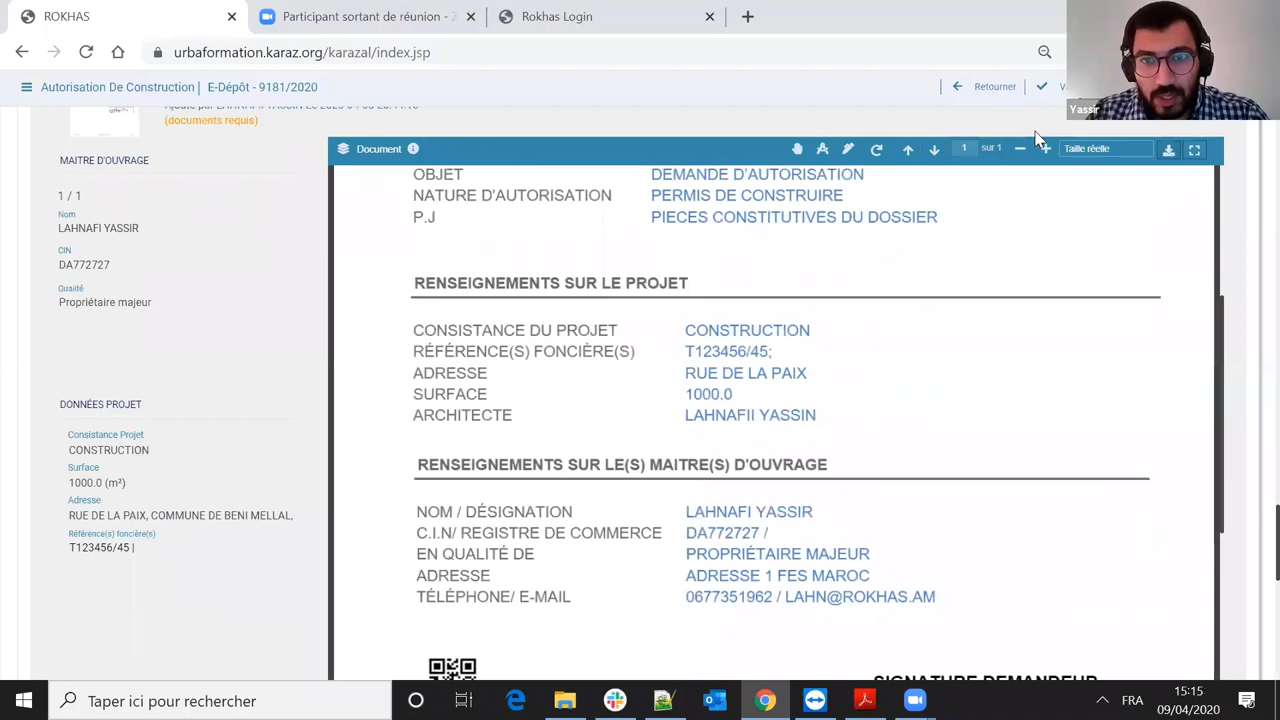 ROKHAS
Participant sortant de réunion - Z
Rokhas Login
urbaformation.karaz.org/karazal/index.jsp
Autorisation De Construction | E-Dépôt - 9181/2020
Retourner
Yassir
(documents requis)
MAITRE D'OUVRAGE
1 / 1
Nom
LAHNAFI YASSIR
CIN
DA772727
Qualité
Propriétaire majeur
DONNÉES PROJET
Consistance Projet
CONSTRUCTION
Surface
1000.0 (m²)
Adresse
RUE DE LA PAIX, COMMUNE DE BENI MELLAL,
Référence(s) foncière(s)
T123456/45 |
Document
1 sur 1
Taille réelle
OBJET DEMANDE D'AUTORISATION
NATURE D'AUTORISATION PERMIS DE CONSTRUIRE
P.J PIECES CONSTITUTIVES DU DOSSIER
RENSEIGNEMENTS SUR LE PROJET
CONSISTANCE DU PROJET CONSTRUCTION
RÉFÉRENCE(S) FONCIÈRE(S) T123456/45;
ADRESSE RUE DE LA PAIX
SURFACE 1000.0
ARCHITECTE LAHNAFII YASSIN
RENSEIGNEMENTS SUR LE(S) MAITRE(S) D'OUVRAGE
NOM / DÉSIGNATION LAHNAFI YASSIR
C.I.N/ REGISTRE DE COMMERCE DA772727 /
EN QUALITÉ DE PROPRIÉTAIRE MAJEUR
ADRESSE ADRESSE 1 FES MAROC
TÉLÉPHONE/ E-MAIL 0677351962 / LAHN@ROKHAS.AM
SIGNATURE DEMANDEUR
Taper ici pour rechercher
FRA
15:15
09/04/2020